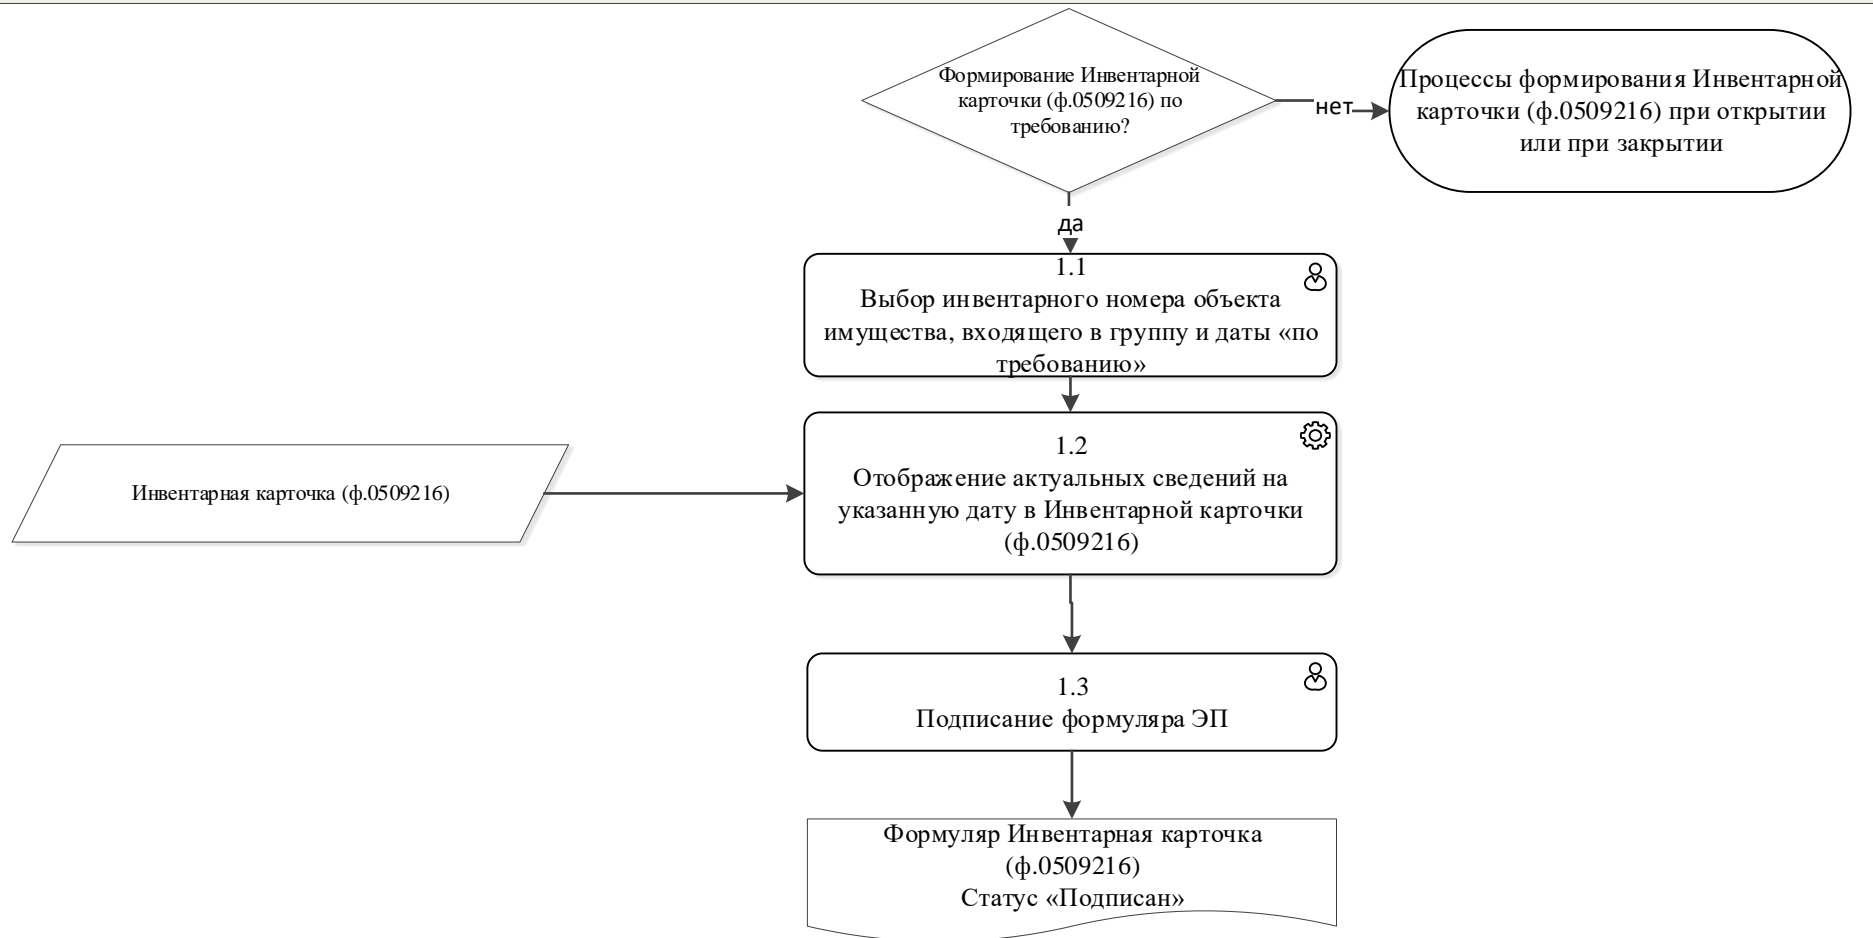 Формирование Инвентарной
карточки (ф.0509216) по
требованию?
нет
Процессы формирования Инвентарной
карточки (ф.0509216) при открытии
или при закрытии
да
1.1
Выбор инвентарного номера объекта
имущества, входящего в группу и даты «по
требованию»
Инвентарная карточка (ф.0509216)
1.2
Отображение актуальных сведений на
указанную дату в Инвентарной карточки
(ф.0509216)
1.3
Подписание формуляра ЭП
Формуляр Инвентарная карточка
(ф.0509216)
Статус «Подписан»